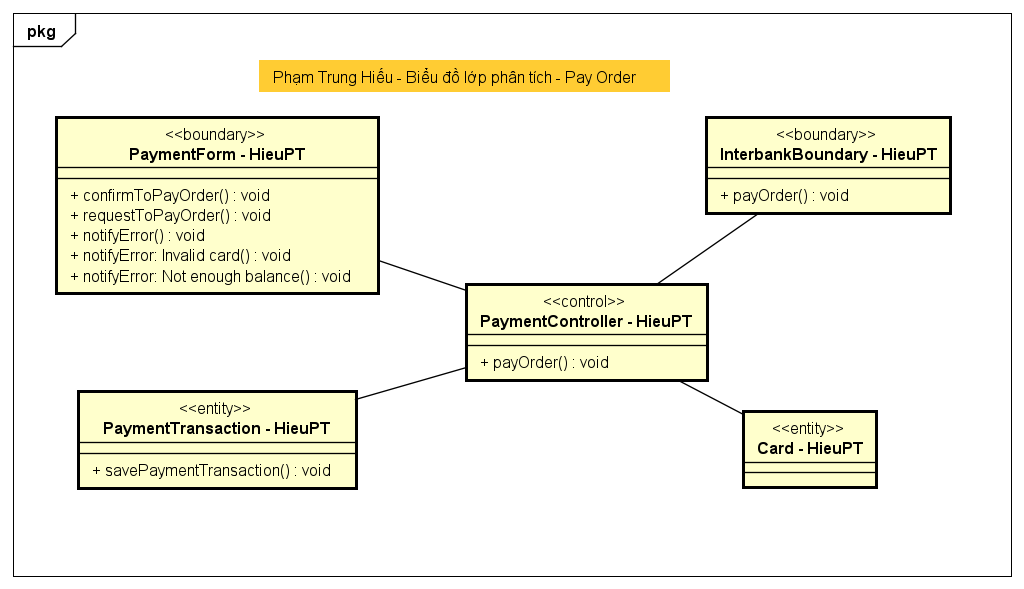 pkg
Phạm Trung Hiếu - Biểu đồ lớp phân tích - Pay Order
<<boundary>>
PaymentForm - HieuPT
+ confirmToPayOrder() : void
+ requestToPayOrder() : void
+ notifyError() : void
+ notifyError: Invalid card() : void
+ notifyError: Not enough balance() : void
<<boundary>>
InterbankBoundary - HieuPT
+ payOrder() : void
<<control>>
PaymentController - HieuPT
+ payOrder() : void
<<entity>>
PaymentTransaction - HieuPT
+ savePaymentTransaction() : void
<<entity>>
Card - HieuPT